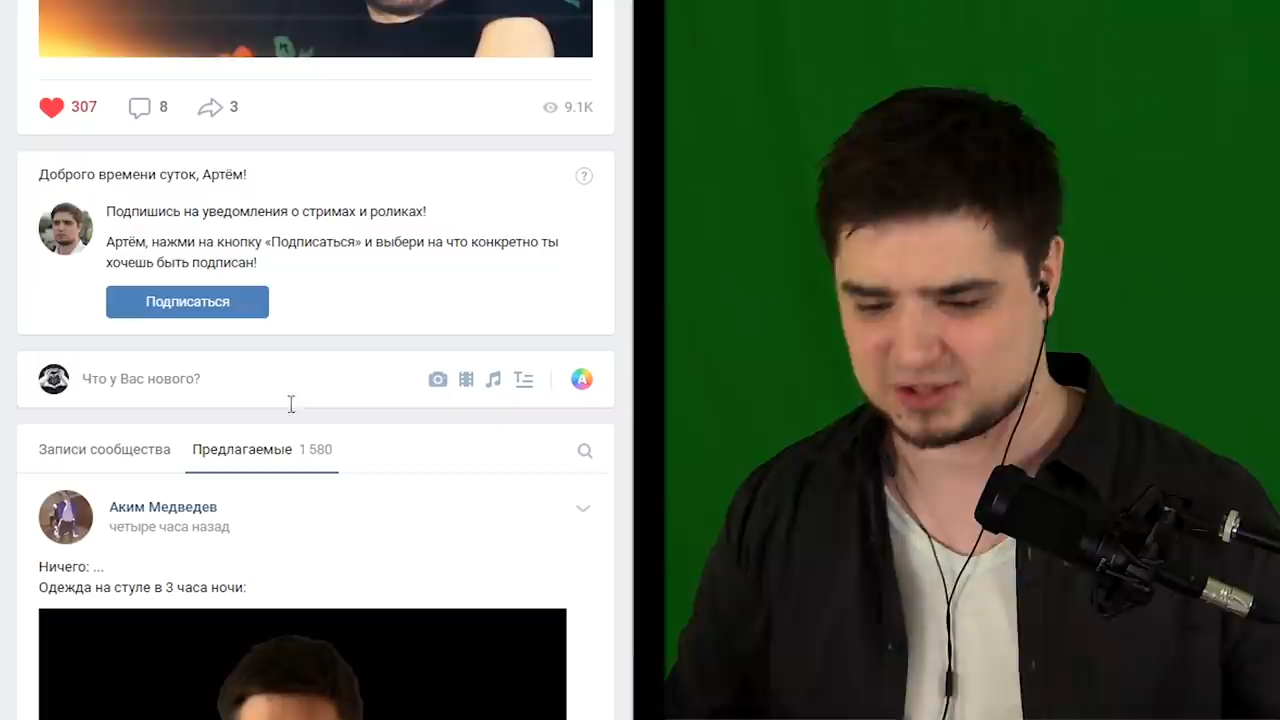 307 8 3 9.1K
Доброго времени суток, Артём!
Подпишись на уведомления о стримах и роликах!
Артём, нажми на кнопку «Подписаться» и выбери на что конкретно ты
хочешь быть подписан!
Подписаться
Что у Вас нового?
Записи сообщества Предлагаемые 1 580
Аким Медведев
четыре часа назад
Ничего: ...
Одежда на стуле в 3 часа ночи: